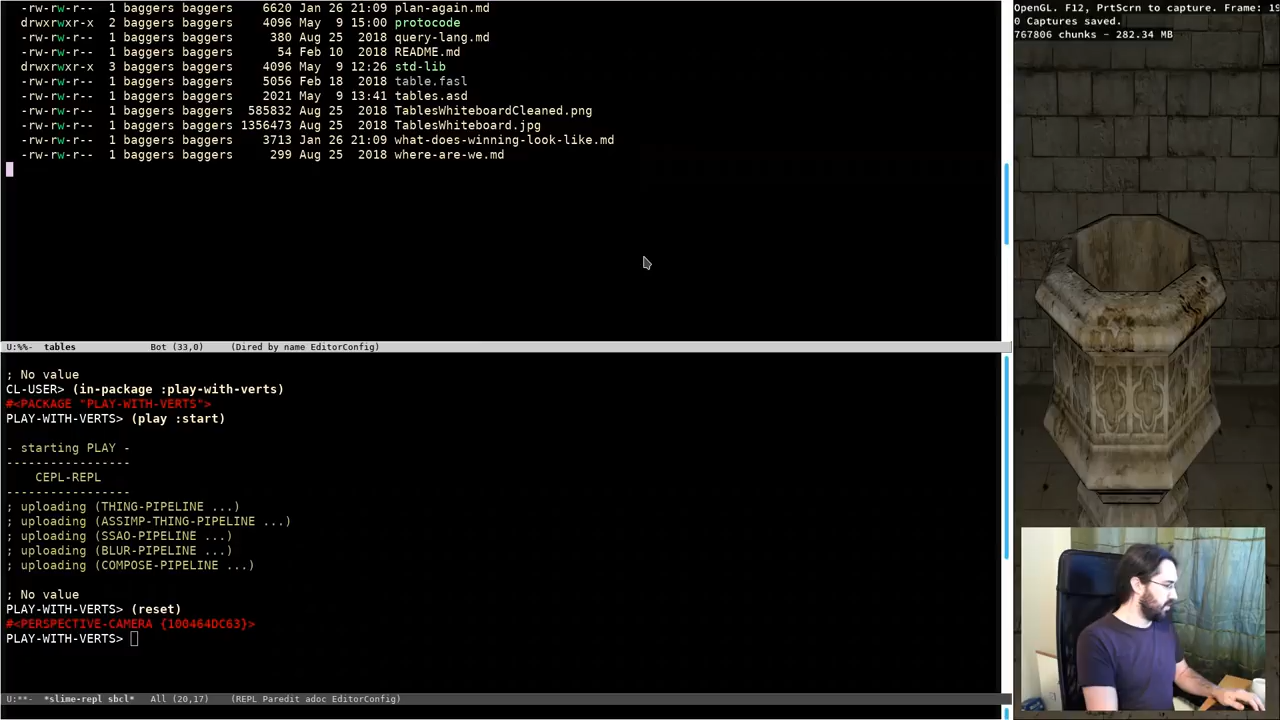 -rw-rw-r--  1 baggers baggers    6620 Jan 26 21:09 plan-again.md
drwxrwxr-x  2 baggers baggers    4096 May  9 15:00 protocode
-rw-rw-r--  1 baggers baggers     380 Aug 25  2018 query-lang.md
-rw-rw-r--  1 baggers baggers      54 Feb 10  2018 README.md
drwxrwxr-x  3 baggers baggers    4096 May  9 12:26 std-lib
-rw-rw-r--  1 baggers baggers    5056 Feb 18  2018 table.fasl
-rw-rw-r--  1 baggers baggers    2021 May  9 13:41 tables.asd
-rw-rw-r--  1 baggers baggers  585832 Aug 25  2018 TablesWhiteboardCleaned.png
-rw-rw-r--  1 baggers baggers 1356473 Aug 25  2018 TablesWhiteboard.jpg
-rw-rw-r--  1 baggers baggers    3713 Jan 26 21:09 what-does-winning-look-like.md
-rw-rw-r--  1 baggers baggers     299 Aug 25  2018 where-are-we.md
U:%%-  tables             Bot (33,0)    (Dired by name EditorConfig)
; No value
CL-USER> (in-package :play-with-verts)
#<PACKAGE "PLAY-WITH-VERTS">
PLAY-WITH-VERTS> (play :start)
- starting PLAY -
-----------------
    CEPL-REPL
-----------------
; uploading (THING-PIPELINE ...)
; uploading (ASSIMP-THING-PIPELINE ...)
; uploading (SSAO-PIPELINE ...)
; uploading (BLUR-PIPELINE ...)
; uploading (COMPOSE-PIPELINE ...)
; No value
PLAY-WITH-VERTS> (reset)
#<PERSPECTIVE-CAMERA {100464DC63}>
PLAY-WITH-VERTS>
U:**-  *slime-repl sbcl*   All (20,17)    (REPL Paredit adoc EditorConfig)
OpenGL. F12, PrtScrn to capture. Frame: 19
0 Captures saved.
767806 chunks - 282.34 MB